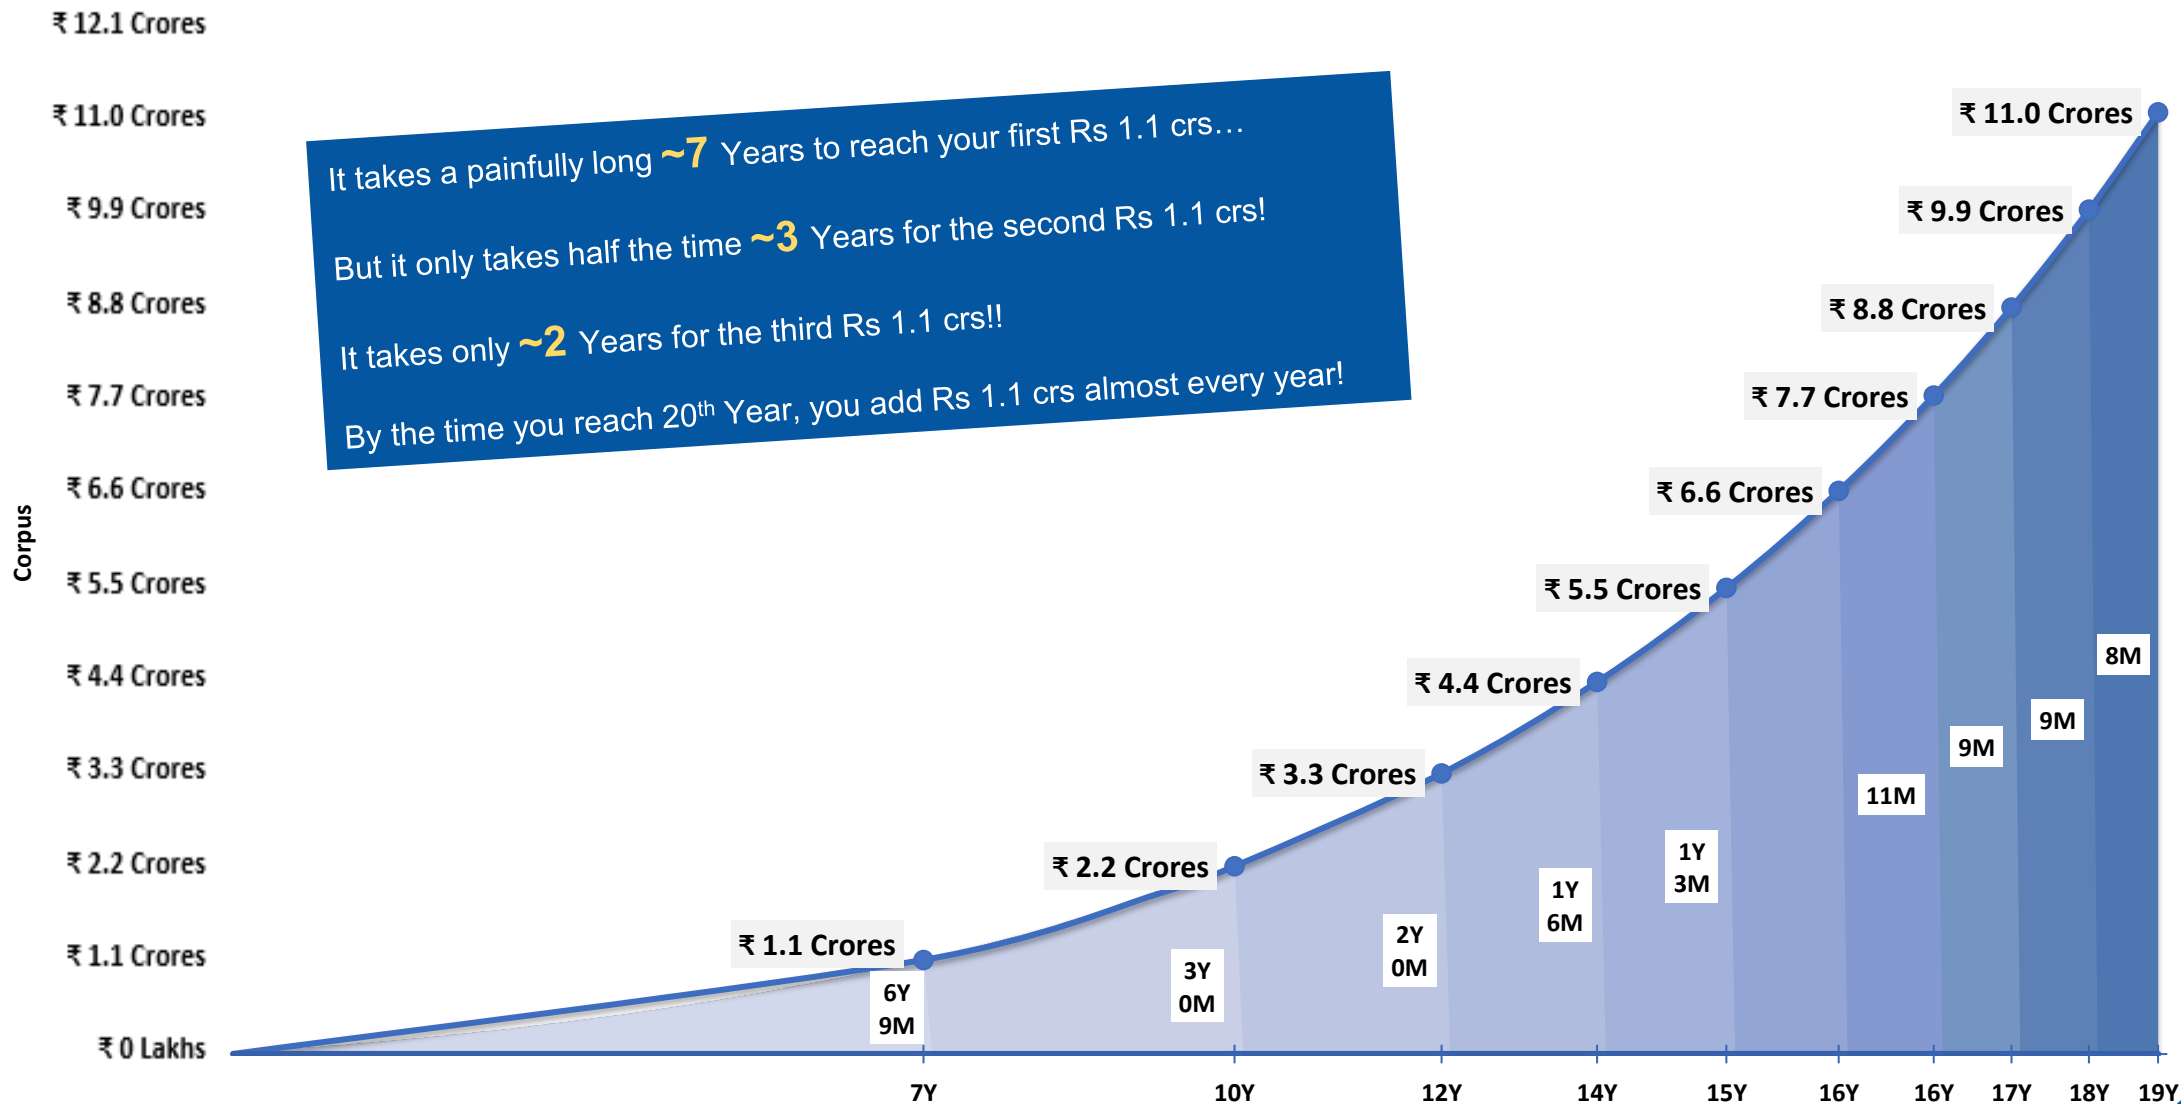 ₹ 12.1 Crores
₹ 11.0 Crores
₹ 9.9 Crores
₹ 8.8 Crores
₹ 7.7 Crores
₹ 6.6 Crores
₹ 5.5 Crores
₹ 4.4 Crores
₹ 3.3 Crores
₹ 2.2 Crores
₹ 1.1 Crores
₹ 0 Lakhs
Corpus
It takes a painfully long ~7 Years to reach your first Rs 1.1 crs…
But it only takes half the time ~3 Years for the second Rs 1.1 crs!
It takes only ~2 Years for the third Rs 1.1 crs!!
By the time you reach 20th Year, you add Rs 1.1 crs almost every year!
₹ 11.0 Crores
₹ 9.9 Crores
₹ 8.8 Crores
₹ 7.7 Crores
₹ 6.6 Crores
₹ 5.5 Crores
₹ 4.4 Crores
₹ 3.3 Crores
₹ 2.2 Crores
₹ 1.1 Crores
6Y
9M
3Y
0M
2Y
0M
1Y
6M
1Y
3M
11M
9M
9M
8M
7Y
10Y
12Y
14Y
15Y
16Y
16Y
17Y
18Y
19Y